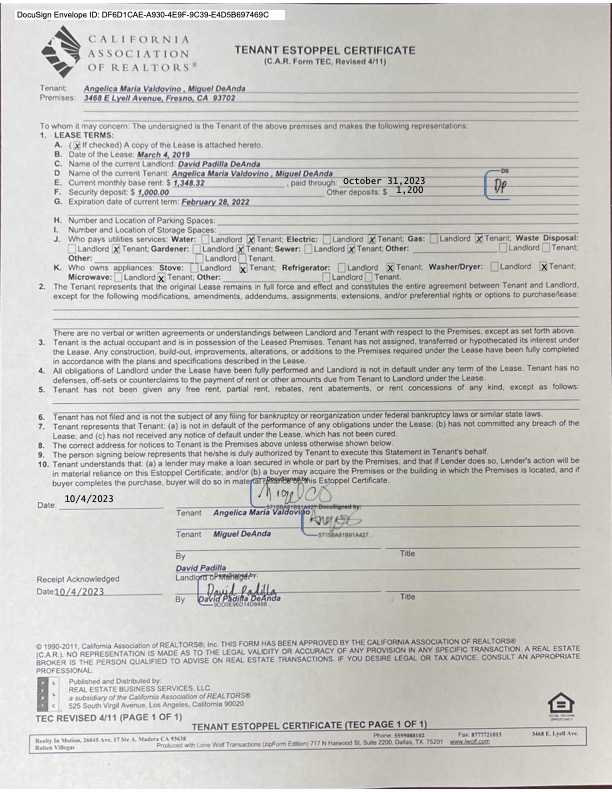 DocuSign Envelope ID: DF6D1CAE-A930-4E9F-9C39-E4D5B697469C
CALIFORNIA
ASSOCIATION
OF REALTORS®
TENANT ESTOPPEL CERTIFICATE
(C.A.R. Form TEC, Revised 4/11)
Tenant: Angelica Maria Valdovino , Miguel DeAnda
Premises: 3468 E Lyell Avenue, Fresno, CA 93702
To whom it may concern: The undersigned is the Tenant of the above premises and makes the following representations:
1. LEASE TERMS:
A. (X If checked) A copy of the Lease is attached hereto.
B. Date of the Lease: March 4, 2019
C. Name of the current Landlord: David Padilla DeAnda
D Name of the current Tenant: Angelica Maria Valdovino , Miguel DeAnda
E. Current monthly base rent: $ 1,348.32 , paid through: October 31,2023
DS
DP
F. Security deposit: $ 1,000.00 Other deposits: $ 1,200
G. Expiration date of current term: February 28, 2022
H. Number and Location of Parking Spaces:
I. Number and Location of Storage Spaces:
J. Who pays utilities services: Water: Landlord X Tenant; Electric: Landlord X Tenant; Gas: Landlord X Tenant, Waste Disposal:
Landlord X Tenant; Gardener: Landlord X Tenant; Sewer: Landlord X Tenant; Other: Landlord Tenant,
Other: Landlord Tenant.
K. Who owns appliances: Stove: Landlord X Tenant; Refrigerator: Landlord X Tenant; Washer/Dryer: Landlord X Tenant;
Microwave: Landlord X Tenant; Other: Landlord Tenant.
2. The Tenant represents that the original Lease remains in full force and effect and constitutes the entire agreement between Tenant and Landlord,
except for the following modifications, amendments, addendums, assignments, extensions, and/or preferential rights or options to purchase/lease:
There are no verbal or written agreements or understandings between Landlord and Tenant with respect to the Premises, except as set forth above.
3. Tenant is the actual occupant and is in possession of the Leased Premises. Tenant has not assigned, transferred or hypothecated its interest under
the Lease. Any construction, build-out, improvements, alterations, or additions to the Premises required under the Lease have been fully completed
in accordance with the plans and specifications described in the Lease.
4. All obligations of Landlord under the Lease have been fully performed and Landlord is not in default under any term of the Lease. Tenant has no
defenses, off-sets or counterclaims to the payment of rent or other amounts due from Tenant to Landlord under the Lease.
5. Tenant has not been given any free rent, partial rent, rebates, rent abatements, or rent concessions of any kind, except as follows:
6. Tenant has not filed and is not the subject of any filing for bankruptcy or reorganization under federal bankruptcy laws or similar state laws.
7. Tenant represents that Tenant: (a) is not in default of the performance of any obligations under the Lease; (b) has not committed any breach of the
Lease; and (c) has not received any notice of default under the Lease, which has not been cured.
8. The correct address for notices to Tenant is the Premises above unless otherwise shown below.
9. The person signing below represents that he/she is duly authorized by Tenant to execute this Statement in Tenant's behalf.
10. Tenant understands that: (a) a lender may make a loan secured in whole or part by the Premises, and that if Lender does so, Lender's action will be
in material reliance on this Estoppel Certificate, and/or (b) a buyer may acquire the Premises or the building in which the Premises is located, and if
buyer completes the purchase, buyer will do so in material this Estoppel Certificate.
Date: 10/4/2023
Tenant Angelica Maria Valdovino
DocuSigned by:
Tenant Miguel DeAnda
By Title
David Padilla
Receipt Acknowledged
Landlord or Manager
Date 10/4/2023
David Padilla
By David Padilla DeAnda Title
© 1990-2011, California Association of REALTORS®, Inc. THIS FORM HAS BEEN APPROVED BY THE CALIFORNIA ASSOCIATION OF REALTORS®
(C.A.R.). NO REPRESENTATION IS MADE AS TO THE LEGAL VALIDITY OR ACCURACY OF ANY PROVISION IN ANY SPECIFIC TRANSACTION. A REAL ESTATE
BROKER IS THE PERSON QUALIFIED TO ADVISE ON REAL ESTATE TRANSACTIONS. IF YOU DESIRE LEGAL OR TAX ADVICE, CONSULT AN APPROPRIATE
PROFESSIONAL.
Published and Distributed by:
REAL ESTATE BUSINESS SERVICES, LLC.
a subsidiary of the California Association of REALTORS®
525 South Virgil Avenue, Los Angeles, California 90020
TEC REVISED 4/11 (PAGE 1 OF 1)
TENANT ESTOPPEL CERTIFICATE (TEC PAGE 1 OF 1)
Realty In Motion, 26045 Ave. 17 Ste A. Madera CA 93638 Phone: 5599088102 Fax: 8777721015 3468 E. Lyell Ave.
Ruben Villegas Produced with Lone Wolf Transactions (zipForm Edition) 717 N Harwood St, Suite 2200, Dallas, TX 75201 www.lwolf.com